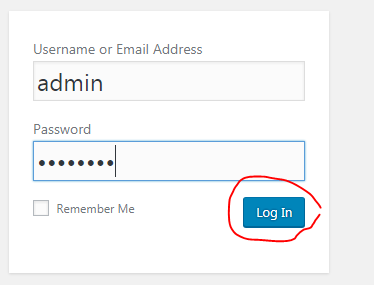 Username or Email Address
admin
Password
••••••••
Remember Me
Log In